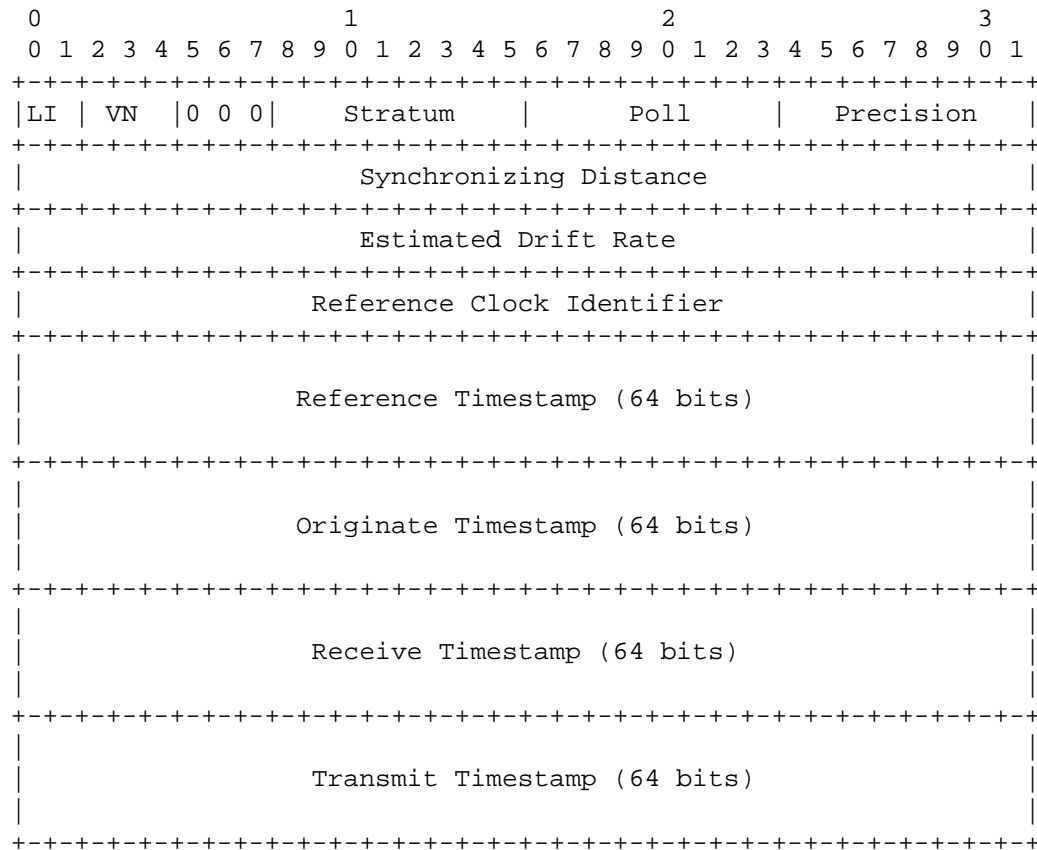 0                   1                   2                   3
 0 1 2 3 4 5 6 7 8 9 0 1 2 3 4 5 6 7 8 9 0 1 2 3 4 5 6 7 8 9 0 1
+-+-+-+-+-+-+-+-+-+-+-+-+-+-+-+-+-+-+-+-+-+-+-+-+-+-+-+-+-+-+-+-+
|LI | VN  |0 0 0|    Stratum    |      Poll     |   Precision   |
+-+-+-+-+-+-+-+-+-+-+-+-+-+-+-+-+-+-+-+-+-+-+-+-+-+-+-+-+-+-+-+-+
|                     Synchronizing Distance                    |
+-+-+-+-+-+-+-+-+-+-+-+-+-+-+-+-+-+-+-+-+-+-+-+-+-+-+-+-+-+-+-+-+
|                     Estimated Drift Rate                      |
+-+-+-+-+-+-+-+-+-+-+-+-+-+-+-+-+-+-+-+-+-+-+-+-+-+-+-+-+-+-+-+-+
|                  Reference Clock Identifier                   |
+-+-+-+-+-+-+-+-+-+-+-+-+-+-+-+-+-+-+-+-+-+-+-+-+-+-+-+-+-+-+-+-+
|                                                               |
|                 Reference Timestamp (64 bits)                 |
|                                                               |
+-+-+-+-+-+-+-+-+-+-+-+-+-+-+-+-+-+-+-+-+-+-+-+-+-+-+-+-+-+-+-+-+
|                                                               |
|                 Originate Timestamp (64 bits)                 |
|                                                               |
+-+-+-+-+-+-+-+-+-+-+-+-+-+-+-+-+-+-+-+-+-+-+-+-+-+-+-+-+-+-+-+-+
|                                                               |
|                  Receive Timestamp (64 bits)                  |
|                                                               |
+-+-+-+-+-+-+-+-+-+-+-+-+-+-+-+-+-+-+-+-+-+-+-+-+-+-+-+-+-+-+-+-+
|                                                               |
|                  Transmit Timestamp (64 bits)                 |
|                                                               |
+-+-+-+-+-+-+-+-+-+-+-+-+-+-+-+-+-+-+-+-+-+-+-+-+-+-+-+-+-+-+-+-+